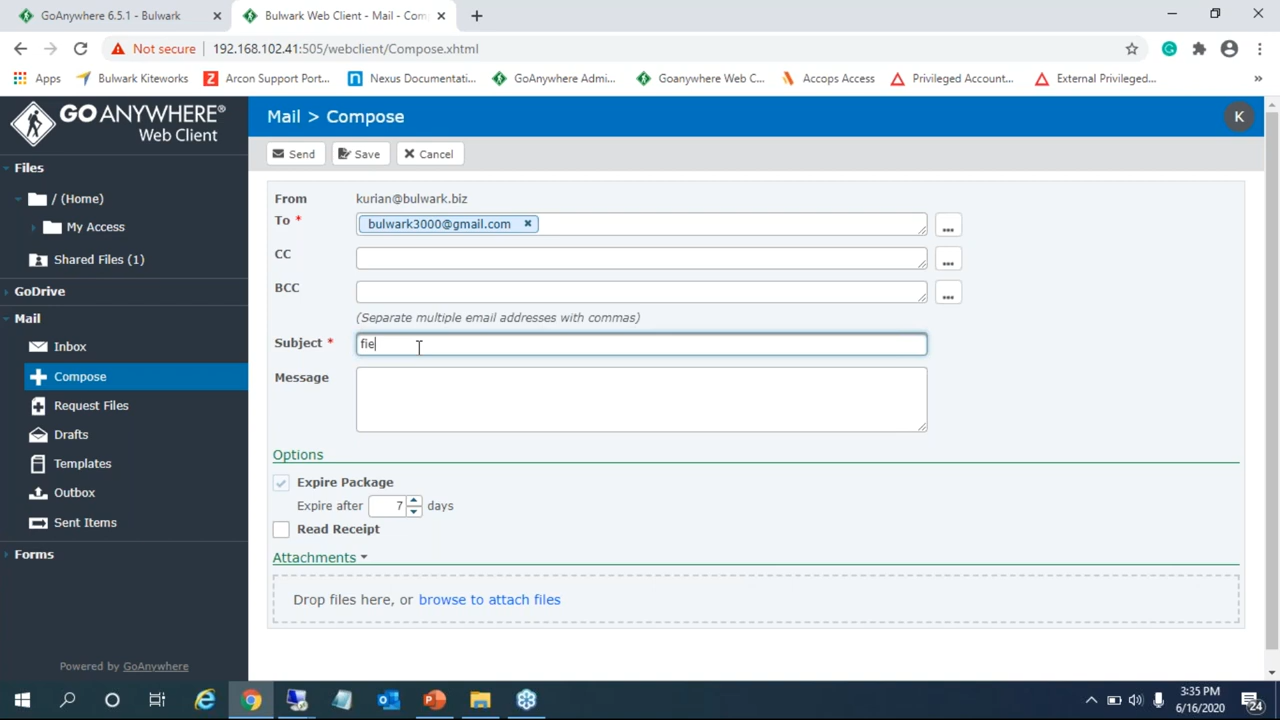 GoAnywhere 6.5.1 - Bulwark
Bulwark Web Client - Mail - Com
Not secure
192.168.102.41:505/webclient/Compose.xhtml
Apps
Bulwark Kiteworks
Arcon Support Port...
Nexus Documentati...
GoAnywhere Admi...
Goanywhere Web C...
Accops Access
Privileged Account...
External Privileged...
»
GOANYWHERE®
Web Client
Mail > Compose
K
Files
/ (Home)
My Access
Shared Files (1)
GoDrive
Mail
Inbox
Compose
Request Files
Drafts
Templates
Outbox
Sent Items
Forms
Powered by GoAnywhere
Send
Save
Cancel
From
kurian@bulwark.biz
To *
bulwark3000@gmail.com
...
CC
...
BCC
...
(Separate multiple email addresses with commas)
Subject *
fie
Message
Options
Expire Package
Expire after 7 days
Read Receipt
Attachments
Drop files here, or browse to attach files
3:35 PM
6/16/2020
24